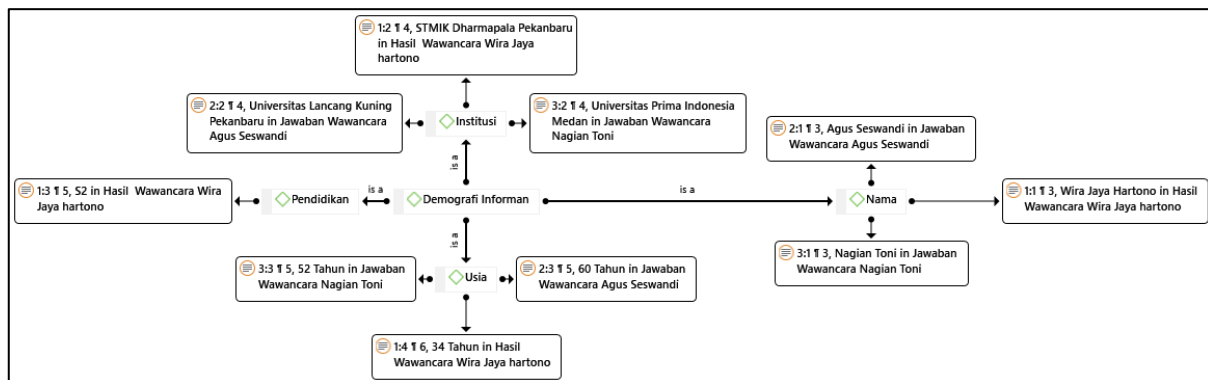 1:2 ¶ 4, STMIK Dharmapala Pekanbaru
in Hasil Wawancara Wira Jaya
hartono
2:2 ¶ 4, Universitas Lancang Kuning
Pekanbaru in Jawaban Wawancara
Agus Seswandi
Institusi
3:2 ¶ 4, Universitas Prima Indonesia
Medan in Jawaban Wawancara
Nagian Toni
2:1 ¶ 3, Agus Seswandi in Jawaban
Wawancara Agus Seswandi
is a
1:3 ¶ 5, S2 in Hasil Wawancara Wira
Jaya hartono
Pendidikan
is a
Demografi Informan
is a
Nama
1:1 ¶ 3, Wira Jaya Hartono in Hasil
Wawancara Wira Jaya hartono
is a
3:1 ¶ 3, Nagian Toni in Jawaban
Wawancara Nagian Toni
3:3 ¶ 5, 52 Tahun in Jawaban
Wawancara Nagian Toni
Usia
2:3 ¶ 5, 60 Tahun in Jawaban
Wawancara Agus Seswandi
1:4 ¶ 6, 34 Tahun in Hasil
Wawancara Wira Jaya hartono